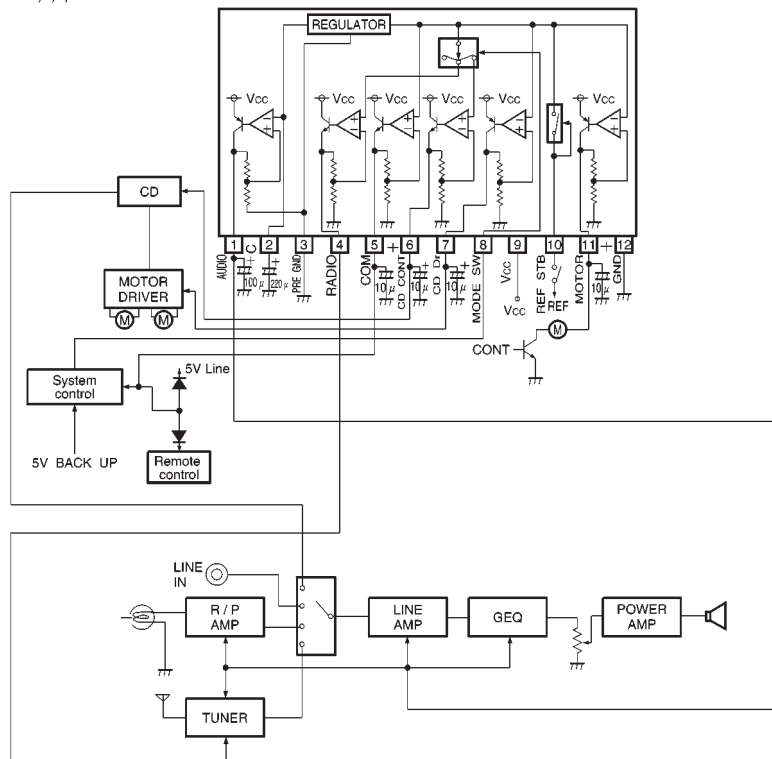 REGULATOR
Vcc Vcc Vcc Vcc Vcc Vcc
CD
1 2 3 4 5 6 7 8 9 10 11 12
AUDIO
C
+
100μ
+
220μ
PRE GND
RADIO
COM
+
10μ
CD CONT
+
10μ
CD Dr
+
10μ
MODE SW
Vcc
Vcc
REF STB
REF
MOTOR
+
10μ
GND
MOTOR
DRIVER
M M
M
CONT
5V Line
System
control
5V BACK UP
Remote
control
LINE
IN
R / P
AMP
LINE
AMP
GEQ
POWER
AMP
TUNER